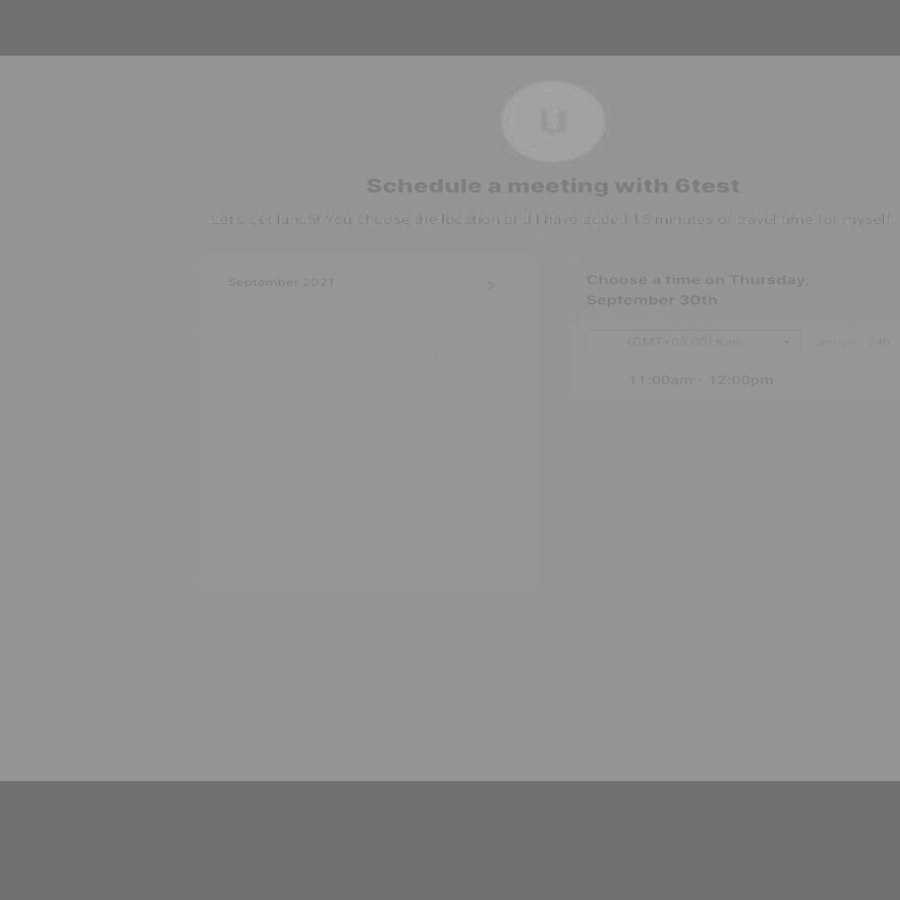 u
Schedule a meeting with 6test
Let's get lunch! You choose the location and I have added 15 minutes of travel time for myself.
September 2021
Choose a time on Thursday,
September 30th
(GMT+03:00) Kiev
am/pm 24h
11:00am - 12:00pm